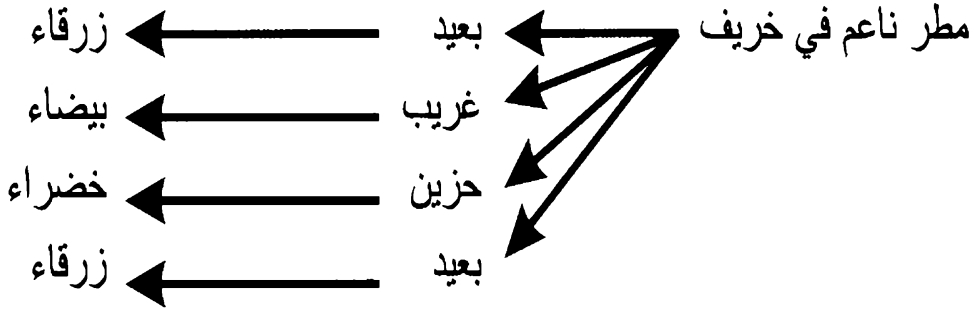 مطر ناعم في خريف بعيد زرقاء
غريب بيضاء
حزين خضراء
بعيد زرقاء